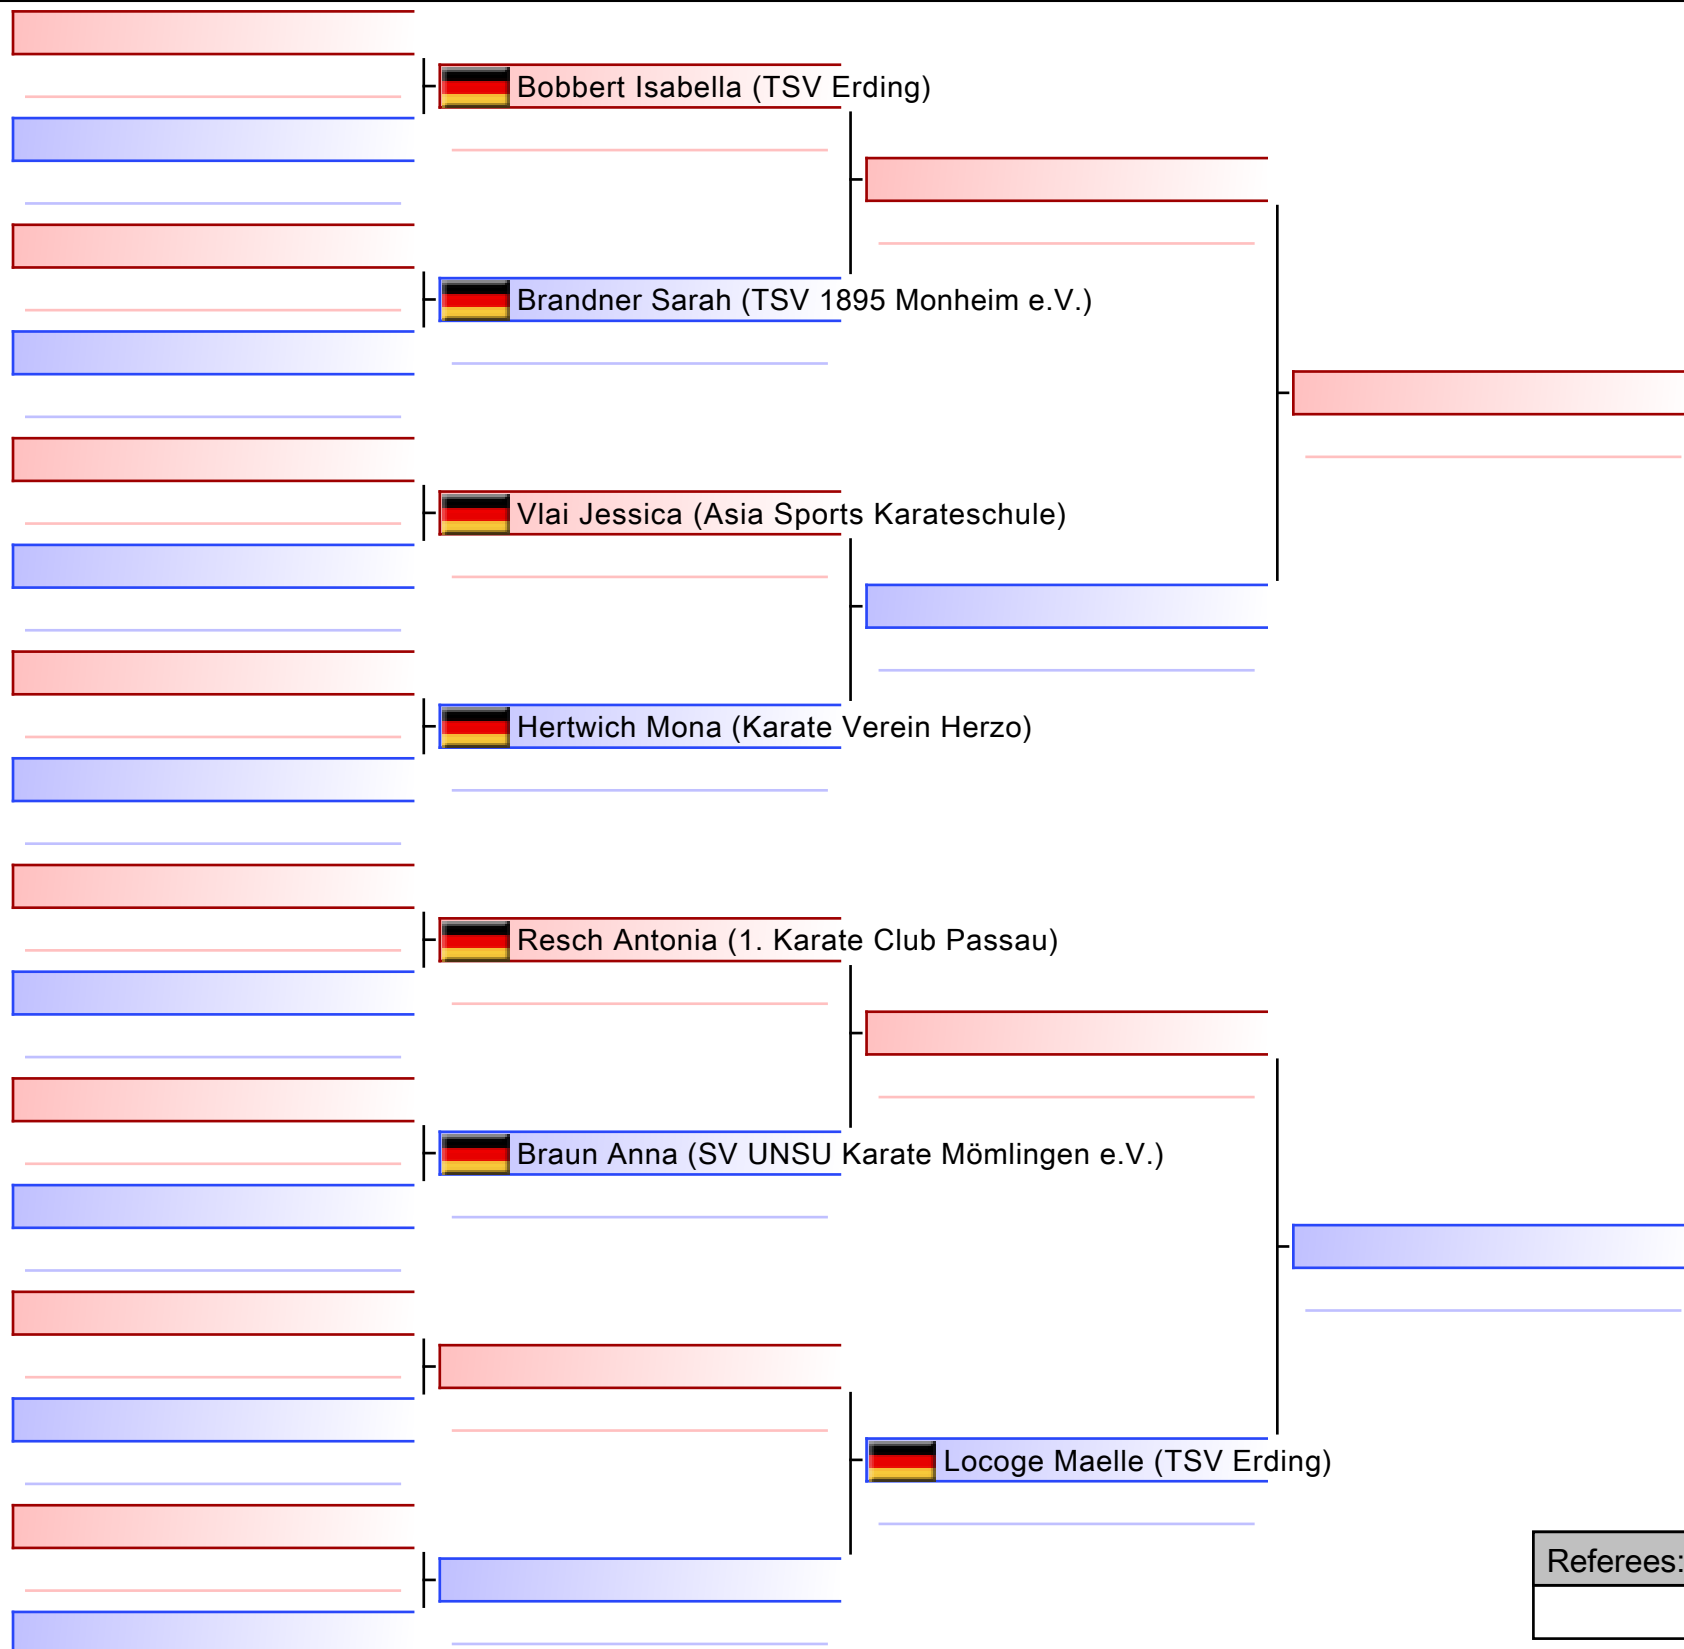 Bobbert Isabella (TSV Erding)
Brandner Sarah (TSV 1895 Monheim e.V.)
Vlai Jessica (Asia Sports Karateschule)
Hertwich Mona (Karate Verein Herzo)
Resch Antonia (1. Karate Club Passau)
Braun Anna (SV UNSU Karate Mömlingen e.V.)
Locoge Maelle (TSV Erding)
Referees: